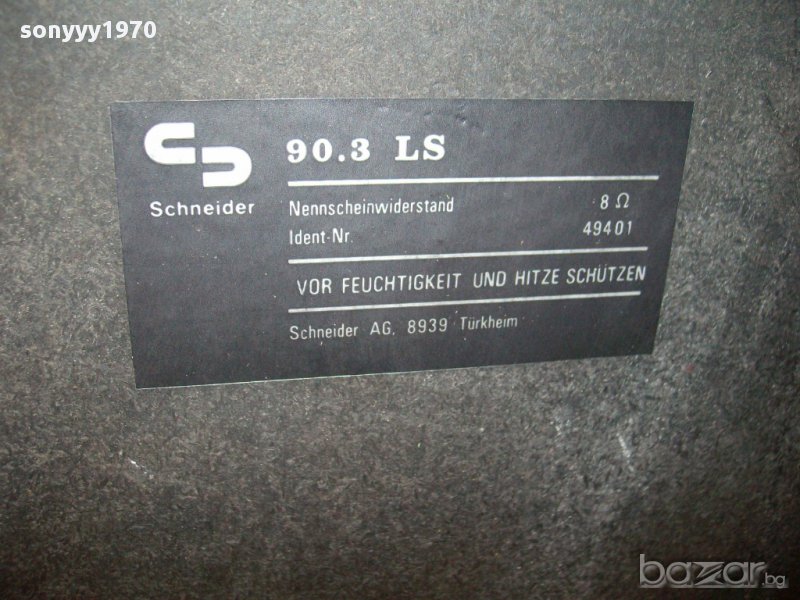 sonyyy1970
90.3 LS
Schneider
Nennscheinwiderstand 8 Ω
Ident-Nr. 49401
VOR FEUCHTIGKEIT UND HITZE SCHÜTZEN
Schneider AG, 8939 Türkheim
bazar.bg